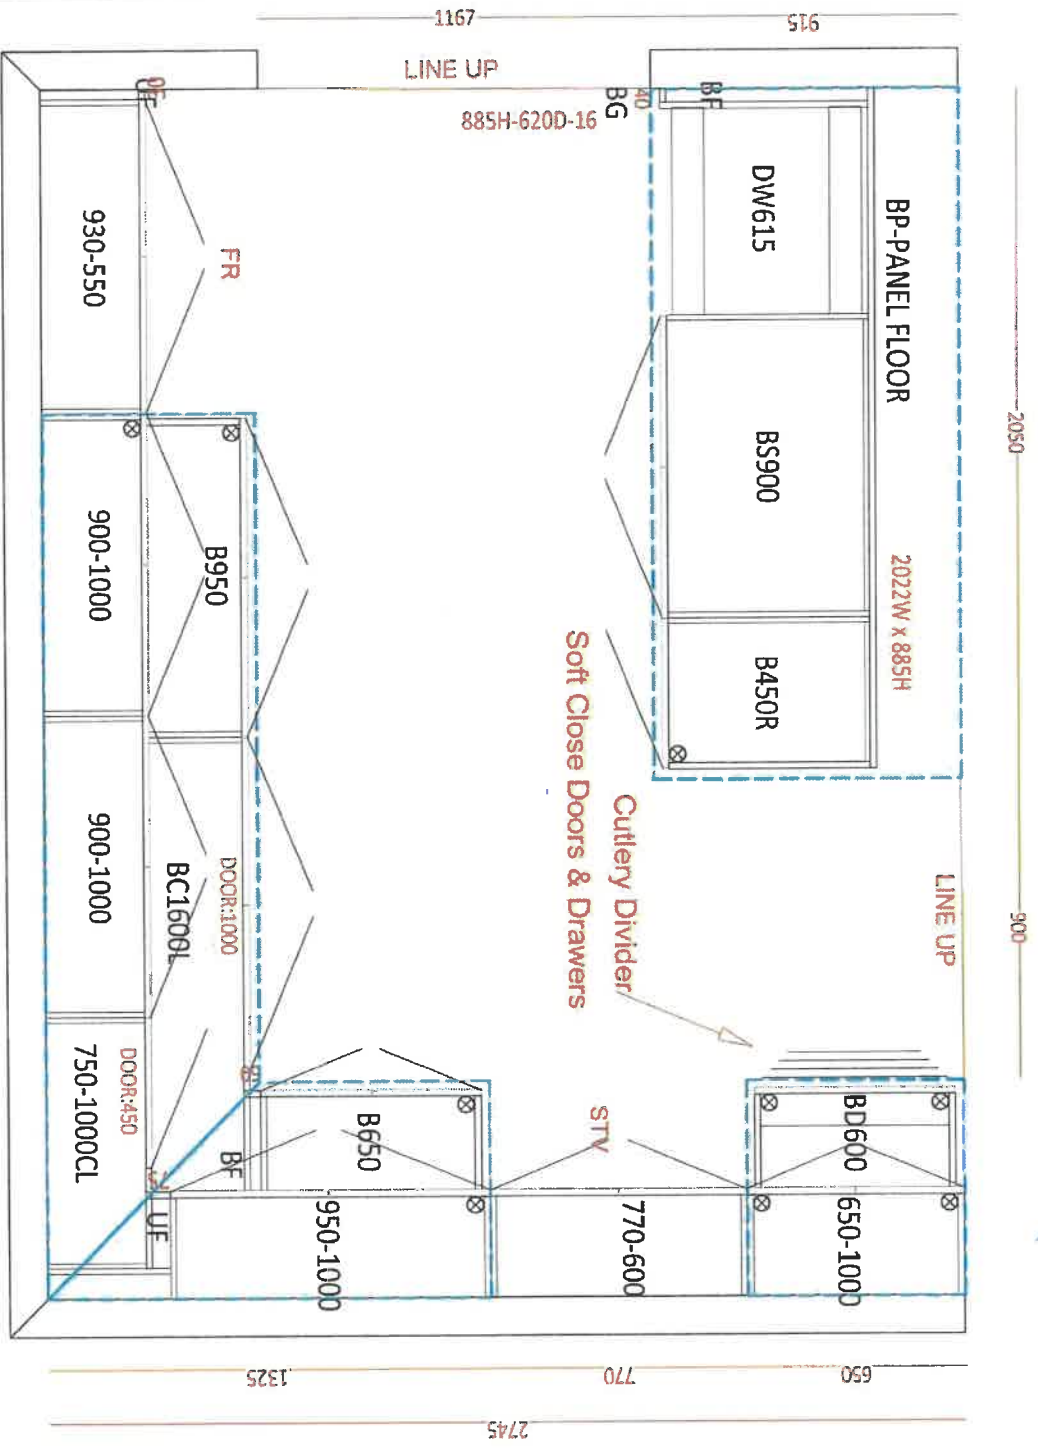 1167
915
LINE UP
885H-620D-16
BG
40
BF
UF
DW615
BP-PANEL FLOOR
930-550
FR
2050
BS900
900-1000
B950
2022W x 885H
B450R
Soft Close Doors & Drawers
Cutlery Divider
900-1000
BC1600L
DOOR:1000
LINE UP
900
750-1000CL
DOOR:450
BF
B650
STV
BD600
UF
950-1000
770-600
650-1000
1325
770
650
2745